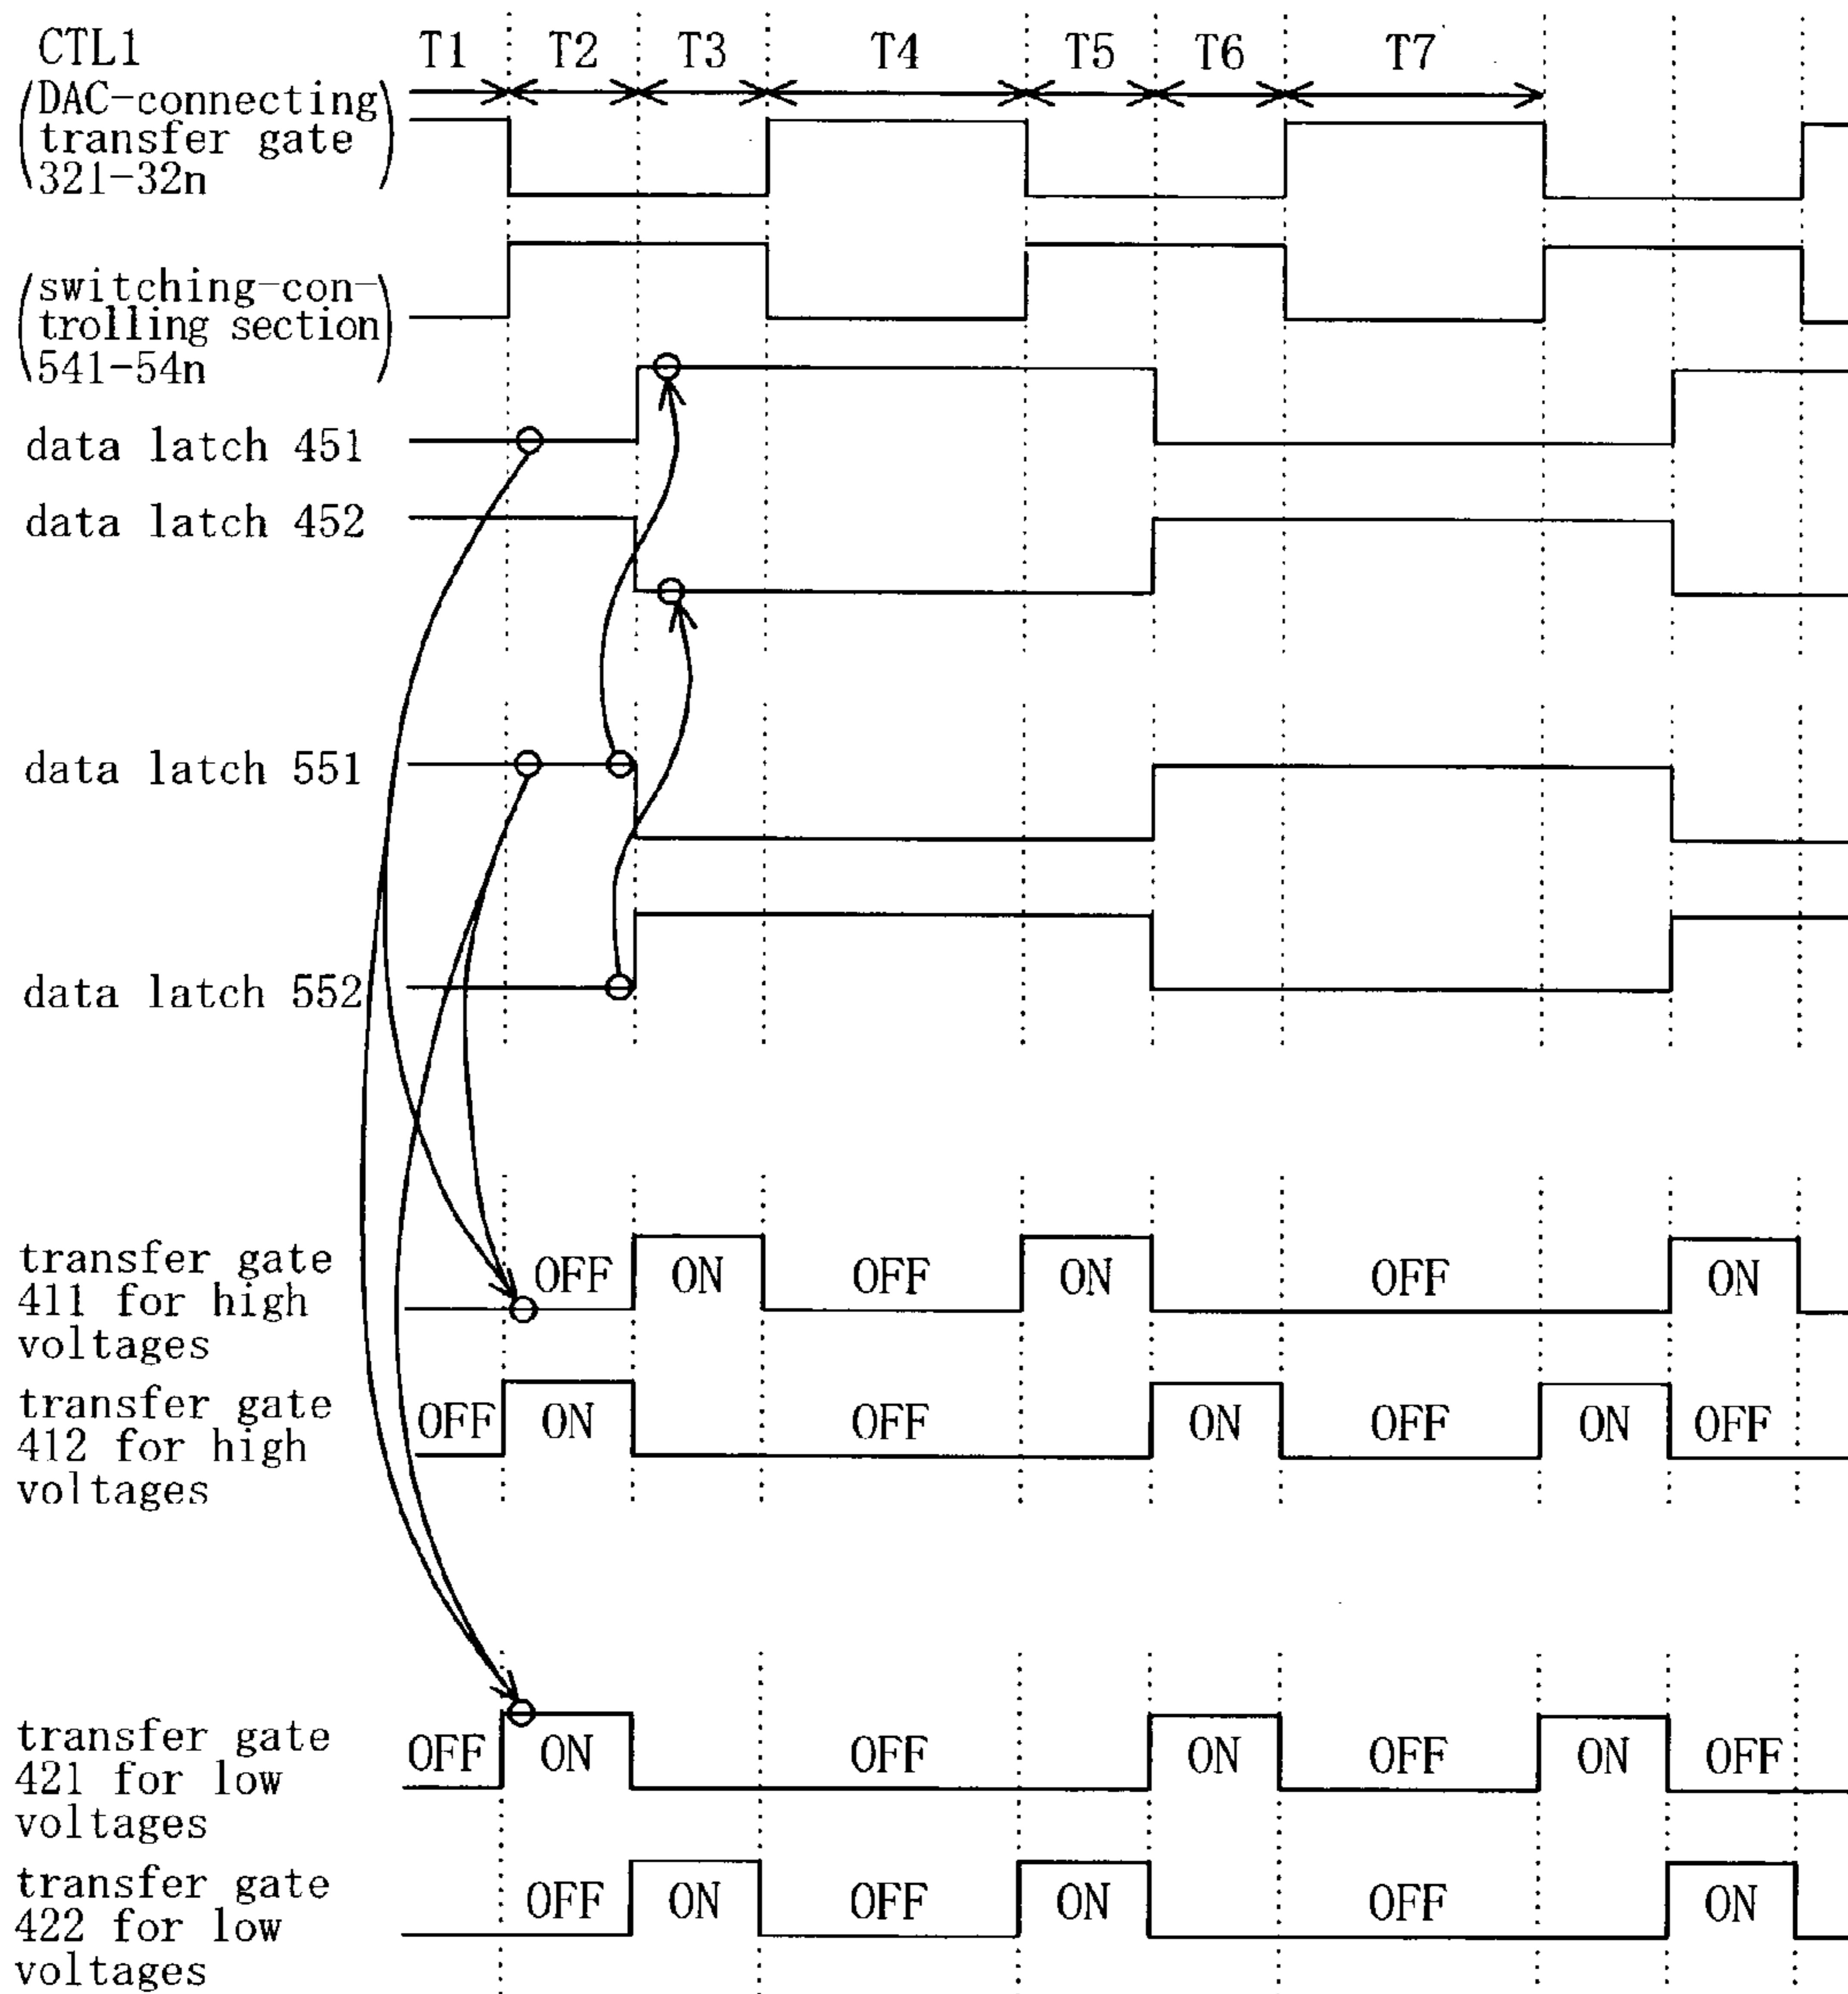 CTL1
T1 T2 T3 T4 T5 T6 T7
(DAC-connecting
transfer gate
321-32n)
(switching-con-
trolling section
541-54n)
data latch 451
data latch 452
data latch 551
data latch 552
transfer gate
411 for high
voltages
OFF ON OFF ON OFF ON
transfer gate
412 for high
voltages
OFF ON OFF ON OFF ON OFF
transfer gate
421 for low
voltages
OFF ON OFF ON OFF ON OFF
transfer gate
422 for low
voltages
OFF ON OFF ON OFF ON